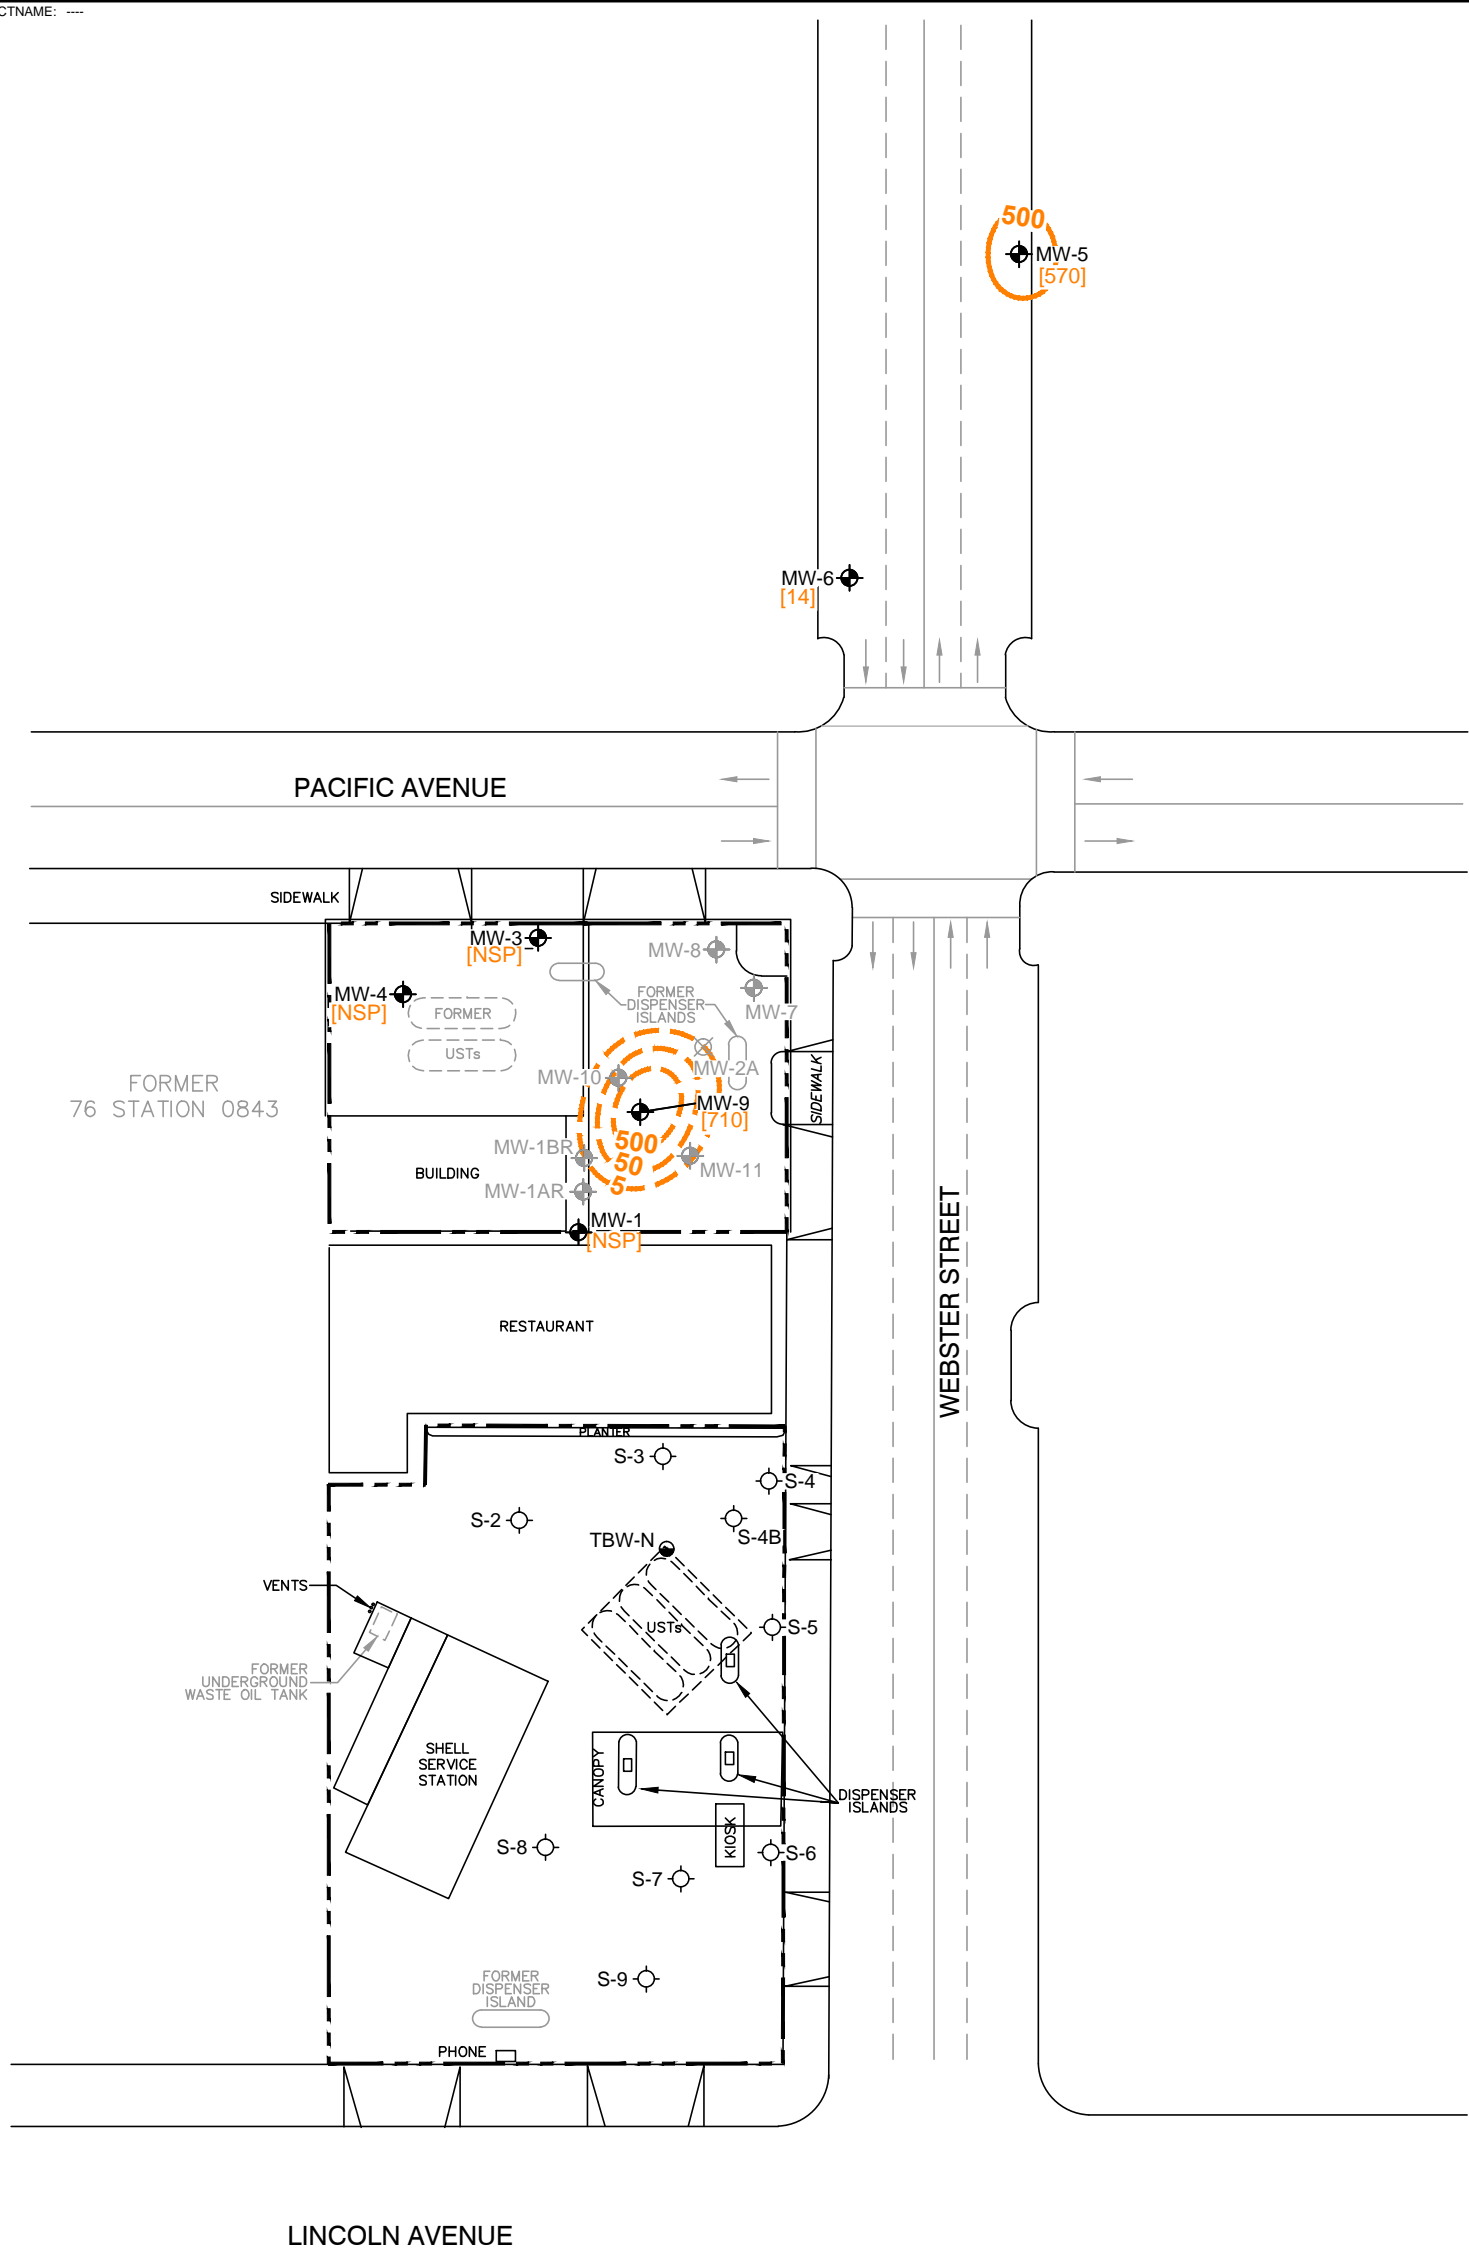 CTNAME: ----
500
MW-5
[570]
MW-6
[14]
PACIFIC AVENUE
SIDEWALK
MW-3
[NSP]
MW-8
MW-4
[NSP]
FORMER
USTs
FORMER
DISPENSER
ISLANDS
MW-7
FORMER
76 STATION 0843
MW-10
MW-2A
MW-9
[710]
SIDEWALK
500
50
5
MW-1BR
MW-11
BUILDING
MW-1AR
MW-1
[NSP]
WEBSTER STREET
RESTAURANT
PLANTER
S-3
S-4
S-2
S-4B
TBW-N
VENTS
USTs
S-5
FORMER
UNDERGROUND
WASTE OIL TANK
SHELL
SERVICE
STATION
CANOPY
DISPENSER
ISLANDS
KIOSK
S-8
S-6
S-7
S-9
FORMER
DISPENSER
ISLAND
PHONE
LINCOLN AVENUE